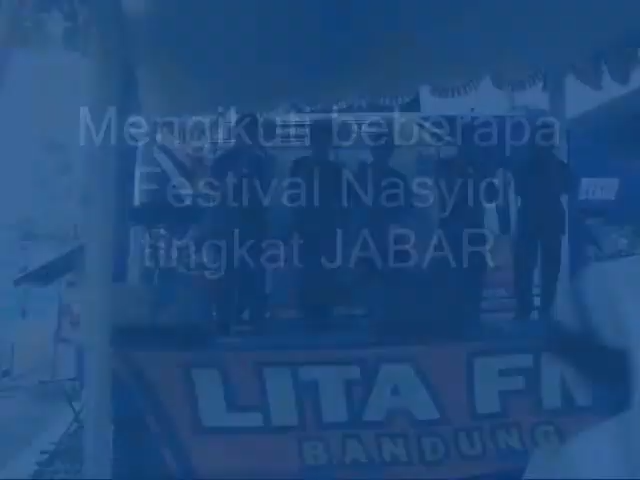 Mengikuti beberapa
Festival Nasyid
tingkat JABAR
LITA FM
BANDUNG